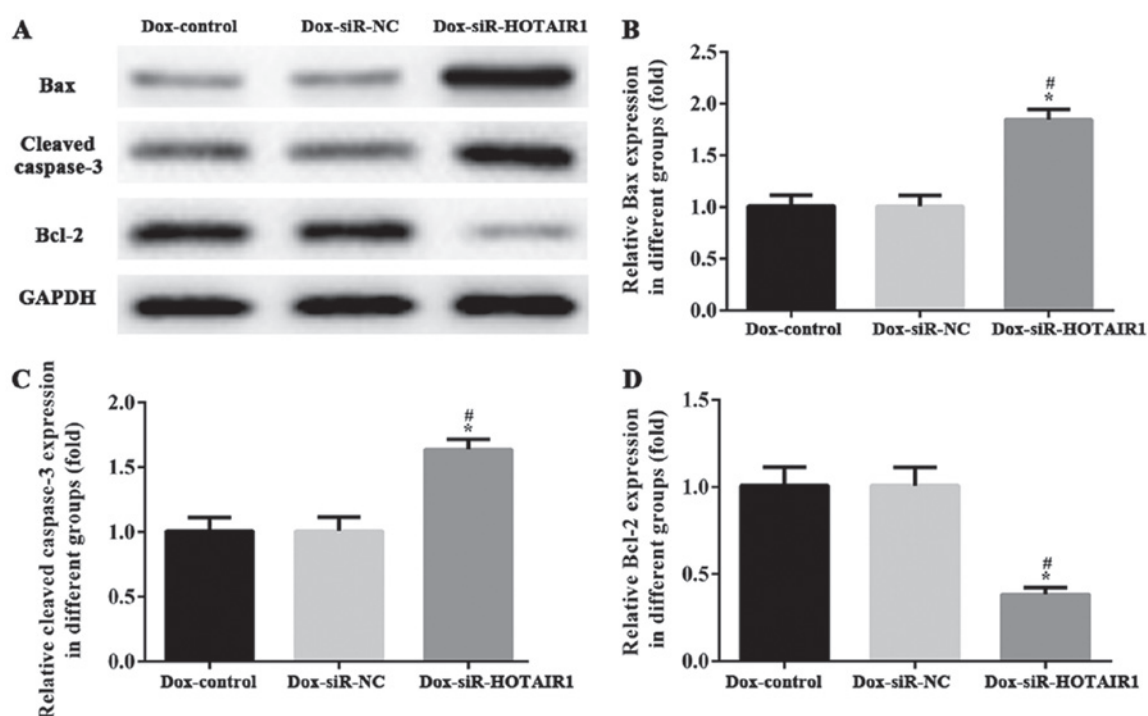 A
Dox-control Dox-siR-NC Dox-siR-HOTAIR1
Bax
Cleaved
caspase-3
Bcl-2
GAPDH
B
Relative Bax expression
in different groups (fold)
2.5
2.0
1.5
1.0
0.5
0.0
#
*
Dox-control Dox-siR-NC Dox-siR-HOTAIR1
C
Relative cleaved caspase-3 expression
in different groups (fold)
2.0
1.5
1.0
0.5
0.0
#
*
Dox-control Dox-siR-NC Dox-siR-HOTAIR1
D
Relative Bcl-2 expression
in different groups (fold)
1.5
1.0
0.5
0.0
#
*
Dox-control Dox-siR-NC Dox-siR-HOTAIR1